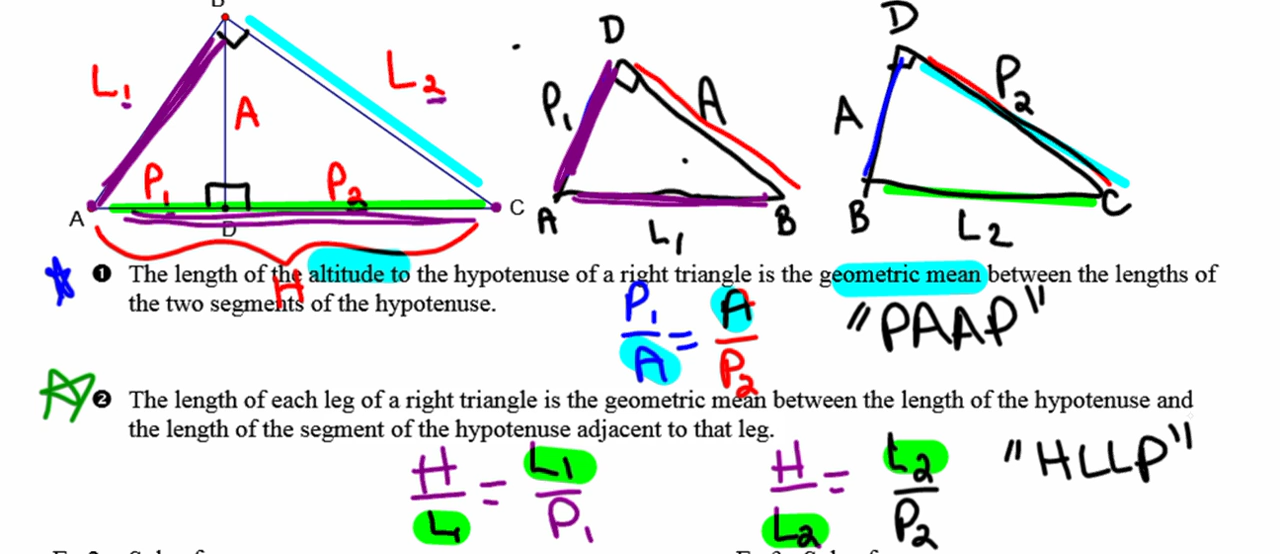 B
L₁
A
L₂
P₁
P₂
A
D
C
H
D
P₁
A
A
L₁
B
D
A
P₂
B
L₂
C
❶ The length of the altitude to the hypotenuse of a right triangle is the geometric mean between the lengths of
the two segments of the hypotenuse.
P₁/A = A/P₂
"PAAP"
❷ The length of each leg of a right triangle is the geometric mean between the length of the hypotenuse and
the length of the segment of the hypotenuse adjacent to that leg.
H/L₁ = L₁/P₁
H/L₂ = L₂/P₂
"HLLP"